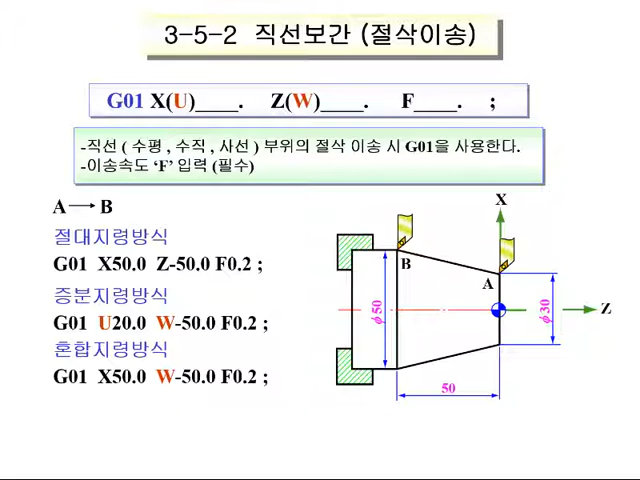 3-5-2 직선보간 (절삭이송)
G01 X(U)____. Z(W)____. F____. ;
-직선 ( 수평 , 수직 , 사선 ) 부위의 절삭 이송 시 G01을 사용한다.
-이송속도 ‘F’ 입력 (필수)
A → B
절대지령방식
G01 X50.0 Z-50.0 F0.2 ;
증분지령방식
G01 U20.0 W-50.0 F0.2 ;
혼합지령방식
G01 X50.0 W-50.0 F0.2 ;
X
B
A
ϕ50
ϕ30
Z
50